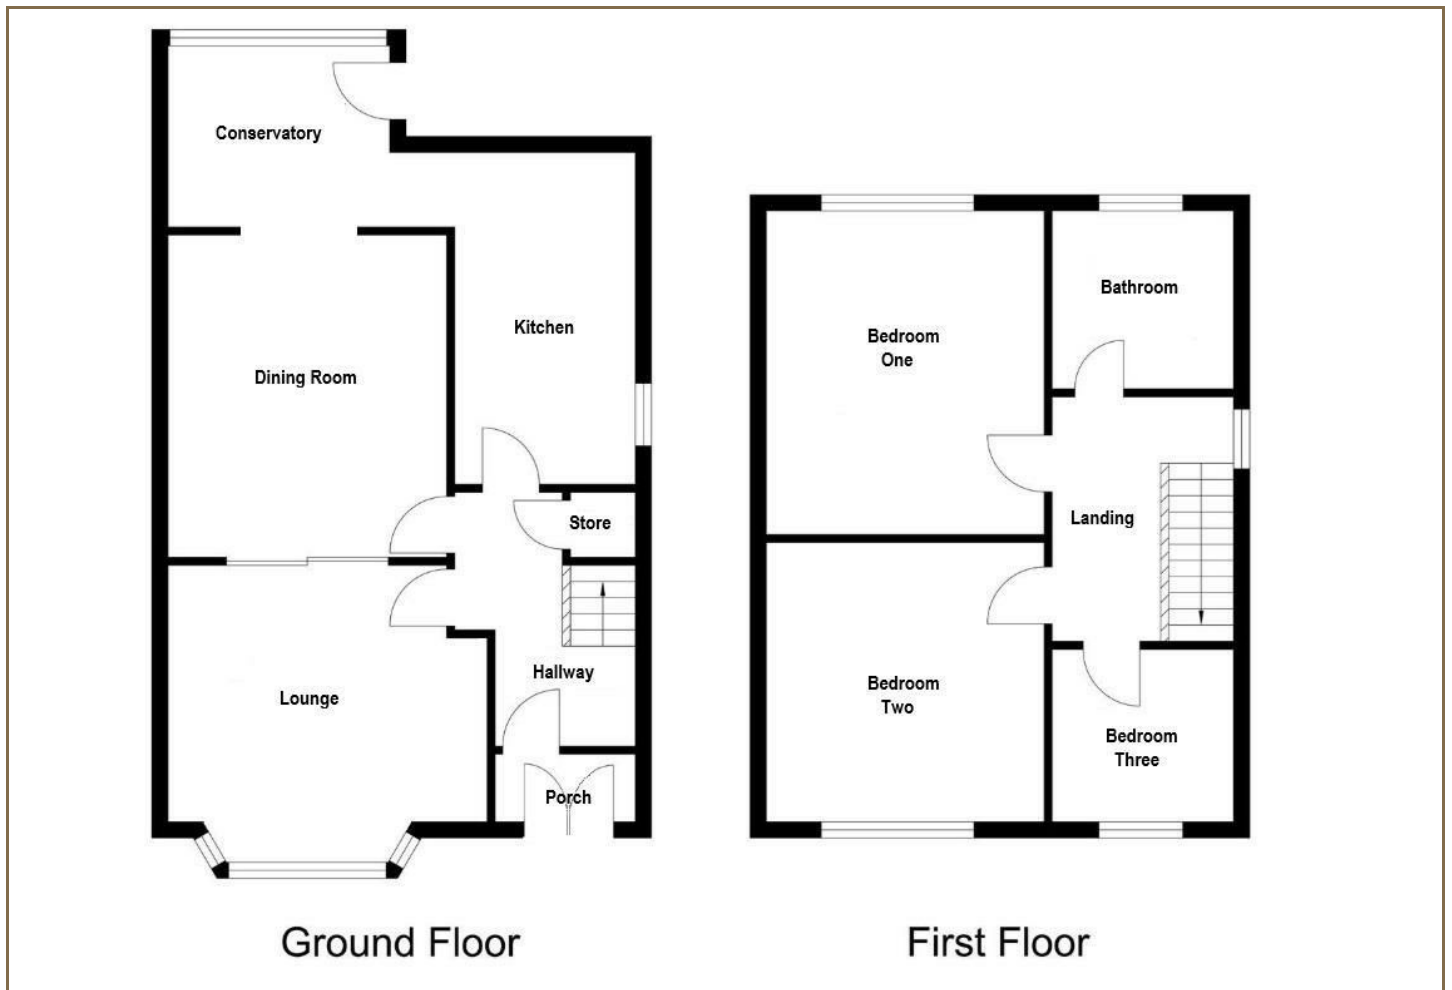 Conservatory
Kitchen
Dining Room
Store
Hallway
Lounge
Porch
Ground Floor
Bathroom
Bedroom
One
Landing
Bedroom
Two
Bedroom
Three
First Floor